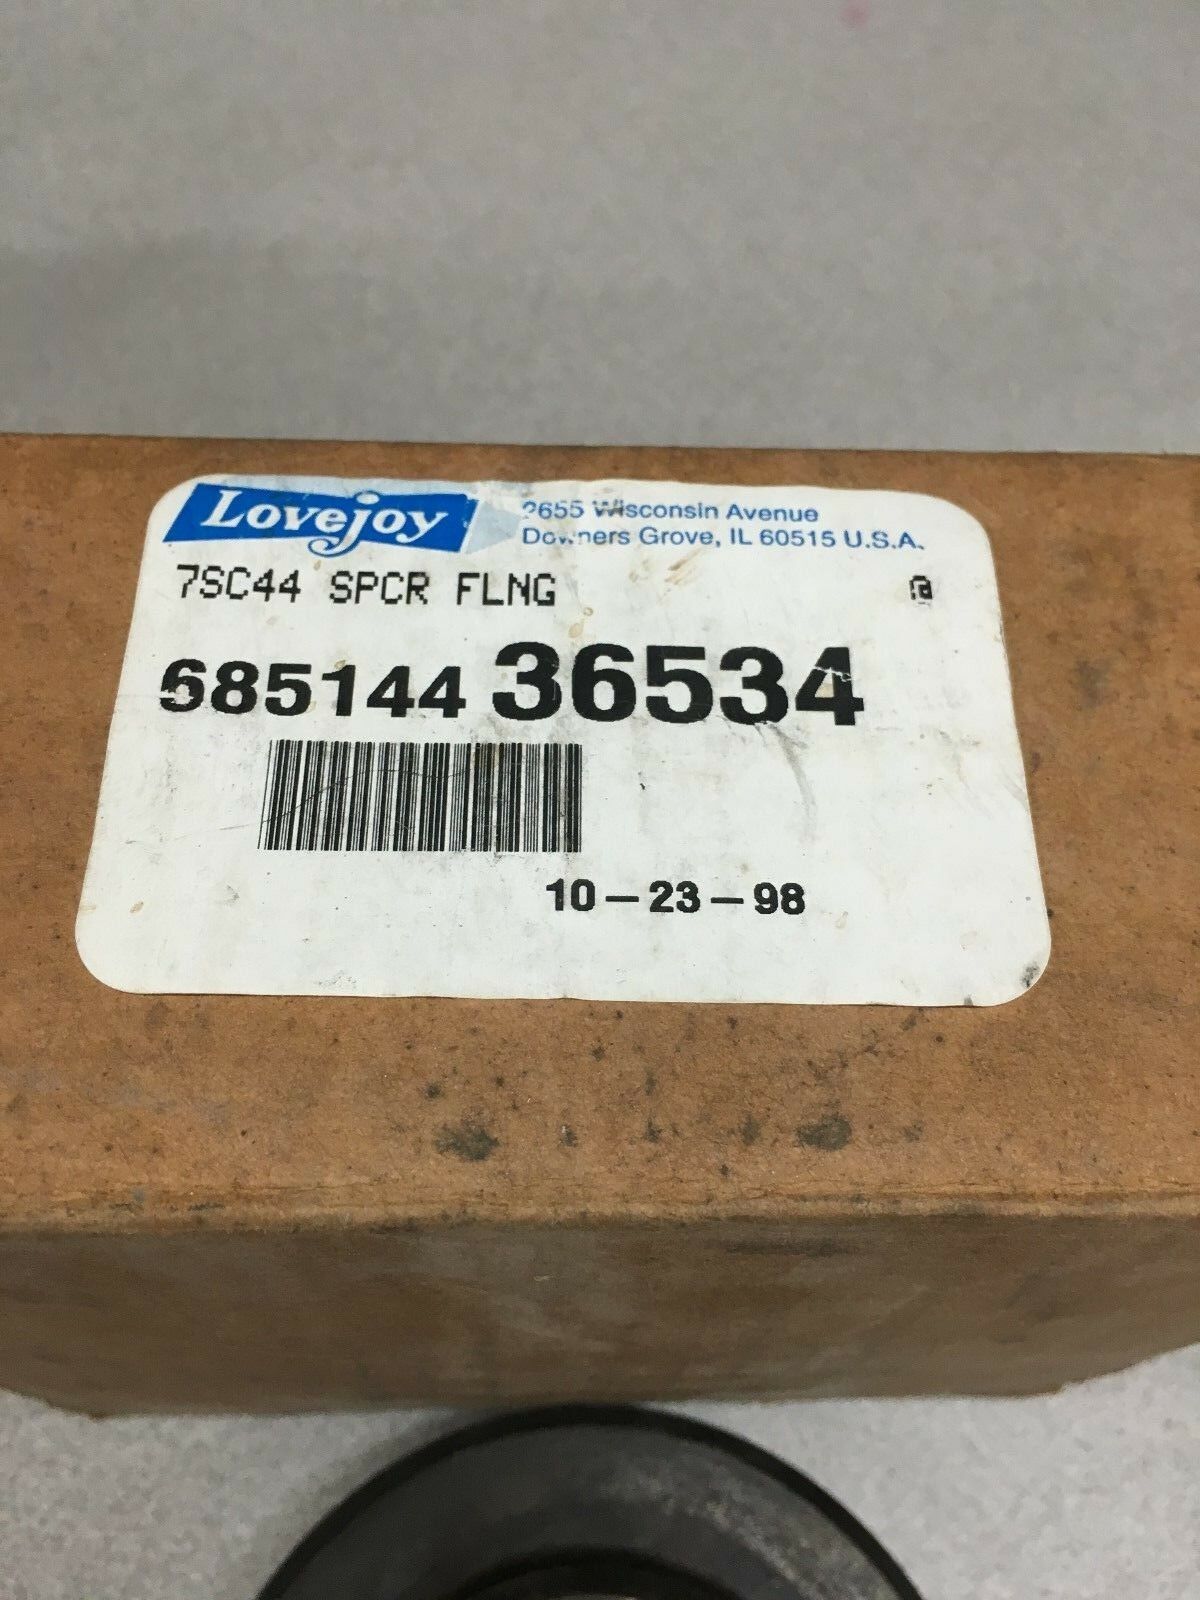 Lovejoy
2655 Wisconsin Avenue
Downers Grove, IL 60515 U.S.A.
7SC44 SPCR FLNG @
685144 36534
10-23-98